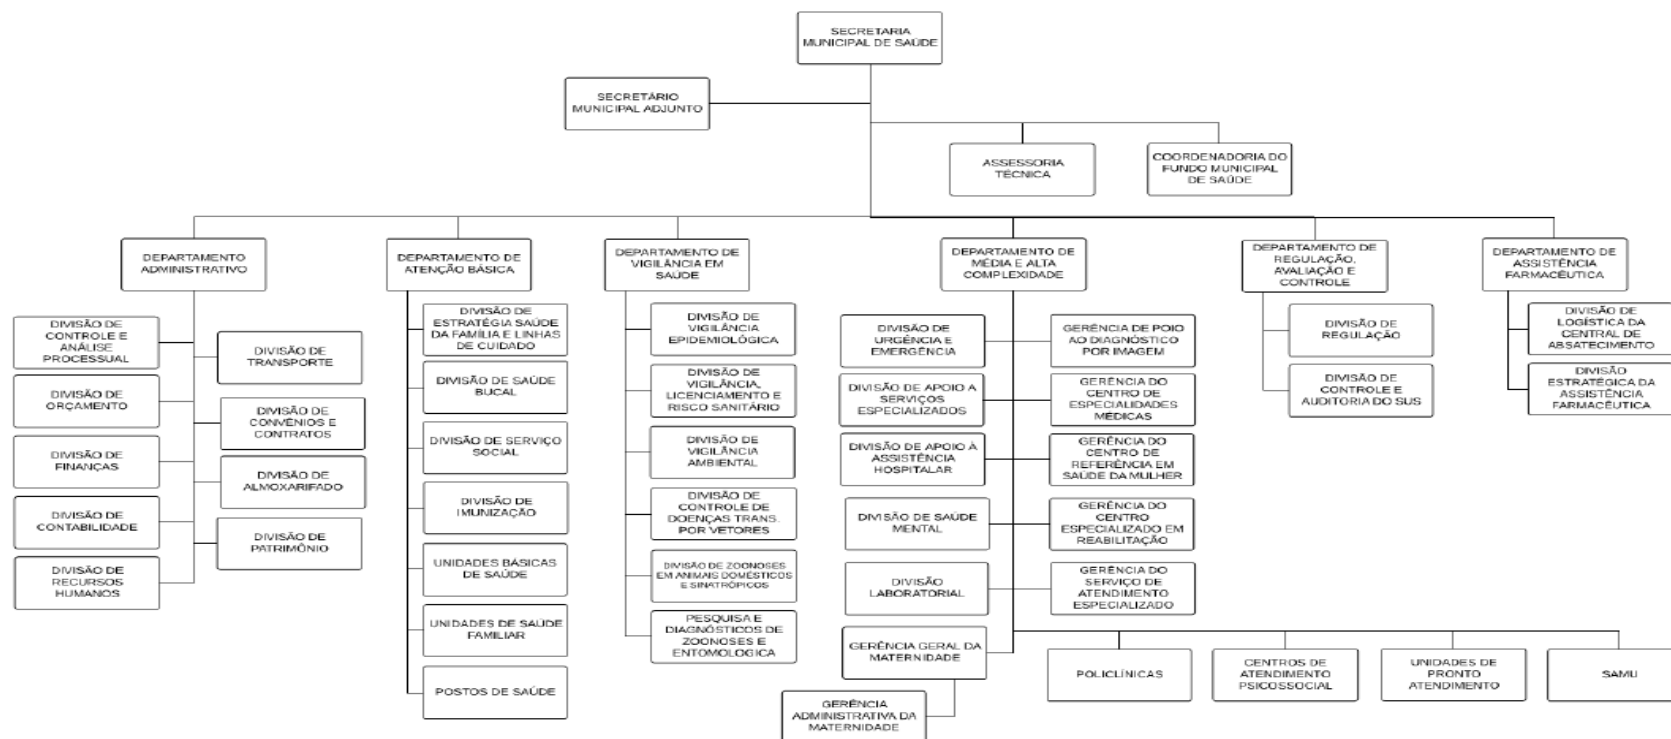 SECRETARIA
MUNICIPAL DE SAÚDE
SECRETÁRIO
MUNICIPAL ADJUNTO
ASSESSORIA
TÉCNICA
COORDENADORIA DO
FUNDO MUNICIPAL
DE SAÚDE
DEPARTAMENTO
ADMINISTRATIVO
DIVISÃO DE
CONTROLE E
ANÁLISE
PROCESSUAL
DIVISÃO DE
ORÇAMENTO
DIVISÃO DE
FINANÇAS
DIVISÃO DE
CONTABILIDADE
DIVISÃO DE
RECURSOS
HUMANOS
DIVISÃO DE
TRANSPORTE
DIVISÃO DE
CONVÊNIOS E
CONTRATOS
DIVISÃO DE
ALMOXARIFADO
DIVISÃO DE
PATRIMÔNIO
DEPARTAMENTO DE
ATENÇÃO BÁSICA
DIVISÃO DE
ESTRATÉGIA SAÚDE
DA FAMÍLIA E LINHAS
DE CUIDADO
DIVISÃO DE SAÚDE
BUCAL
DIVISÃO DE SERVIÇO
SOCIAL
DIVISÃO DE
IMUNIZAÇÃO
UNIDADES BÁSICAS
DE SAÚDE
UNIDADES DE SAÚDE
FAMILIAR
POSTOS DE SAÚDE
DEPARTAMENTO DE
VIGILÂNCIA EM
SAÚDE
DIVISÃO DE
VIGILÂNCIA
EPIDEMIOLÓGICA
DIVISÃO DE
VIGILÂNCIA,
LICENCIAMENTO E
RISCO SANITÁRIO
DIVISÃO DE
VIGILÂNCIA
AMBIENTAL
DIVISÃO DE
CONTROLE DE
DOENÇAS TRANS.
POR VETORES
DIVISÃO DE ZOONOSES
EM ANIMAIS DOMÉSTICOS
E SINATRÓPICOS
PESQUISA E
DIAGNÓSTICOS DE
ZOONOSES E
ENTOMOLOGICA
DEPARTAMENTO DE
MÉDIA E ALTA
COMPLEXIDADE
DIVISÃO DE
URGÊNCIA E
EMERGÊNCIA
DIVISÃO DE APOIO A
SERVIÇOS
ESPECIALIZADOS
DIVISÃO DE APOIO À
ASSISTÊNCIA
HOSPITALAR
DIVISÃO DE SAÚDE
MENTAL
DIVISÃO
LABORATORIAL
GERÊNCIA GERAL DA
MATERNIDADE
GERÊNCIA
ADMINISTRATIVA DA
MATERNIDADE
GERÊNCIA DE POIO
AO DIAGNÓSTICO
POR IMAGEM
GERÊNCIA DO
CENTRO DE
ESPECIALIDADES
MÉDICAS
GERÊNCIA DO
CENTRO DE
REFERÊNCIA EM
SAÚDE DA MULHER
GERÊNCIA DO
CENTRO
ESPECIALIZADO EM
REABILITAÇÃO
GERÊNCIA DO
SERVIÇO DE
ATENDIMENTO
ESPECIALIZADO
POLICLÍNICAS
CENTROS DE
ATENDIMENTO
PSICOSSOCIAL
UNIDADES DE
PRONTO
ATENDIMENTO
SAMU
DEPARTAMENTO DE
REGULAÇÃO,
AVALIAÇÃO E
CONTROLE
DIVISÃO DE
REGULAÇÃO
DIVISÃO DE
CONTROLE E
AUDITORIA DO SUS
DEPARTAMENTO DE
ASSISTÊNCIA
FARMACÊUTICA
DIVISÃO DE
LOGÍSTICA DA
CENTRAL DE
ABSATECIMENTO
DIVISÃO
ESTRATÉGICA DA
ASSISTÊNCIA
FARMACÊUTICA